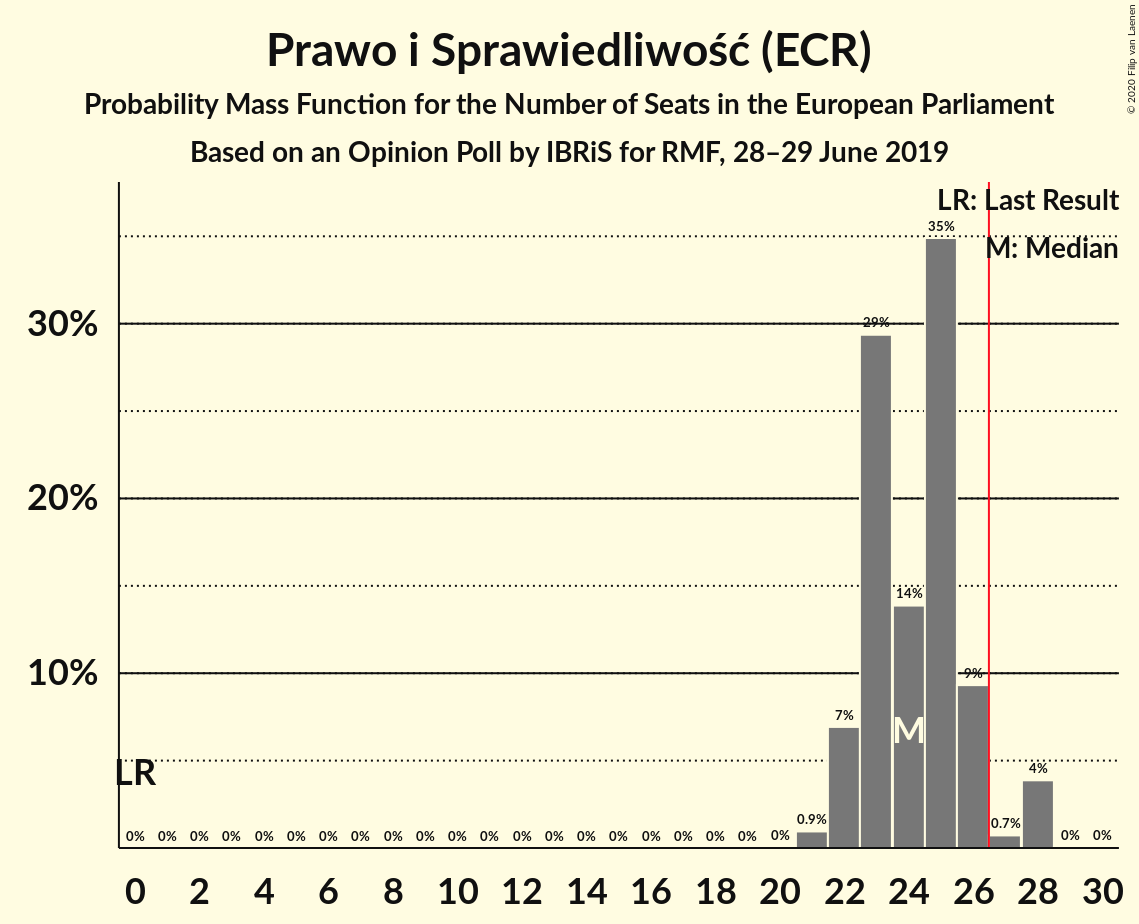 Prawo i Sprawiedliwość (ECR)
Probability Mass Function for the Number of Seats in the European Parliament
Based on an Opinion Poll by IBRiS for RMF, 28–29 June 2019
© 2020 Filip van Laenen
LR: Last Result
M: Median
35%
30%
29%
20%
14%
10%
9%
7%
M
LR
4%
0% 0% 0% 0% 0% 0% 0% 0% 0% 0% 0% 0% 0% 0% 0% 0% 0% 0% 0% 0% 0% 0.9% 0.7% 0% 0%
0 2 4 6 8 10 12 14 16 18 20 22 24 26 28 30